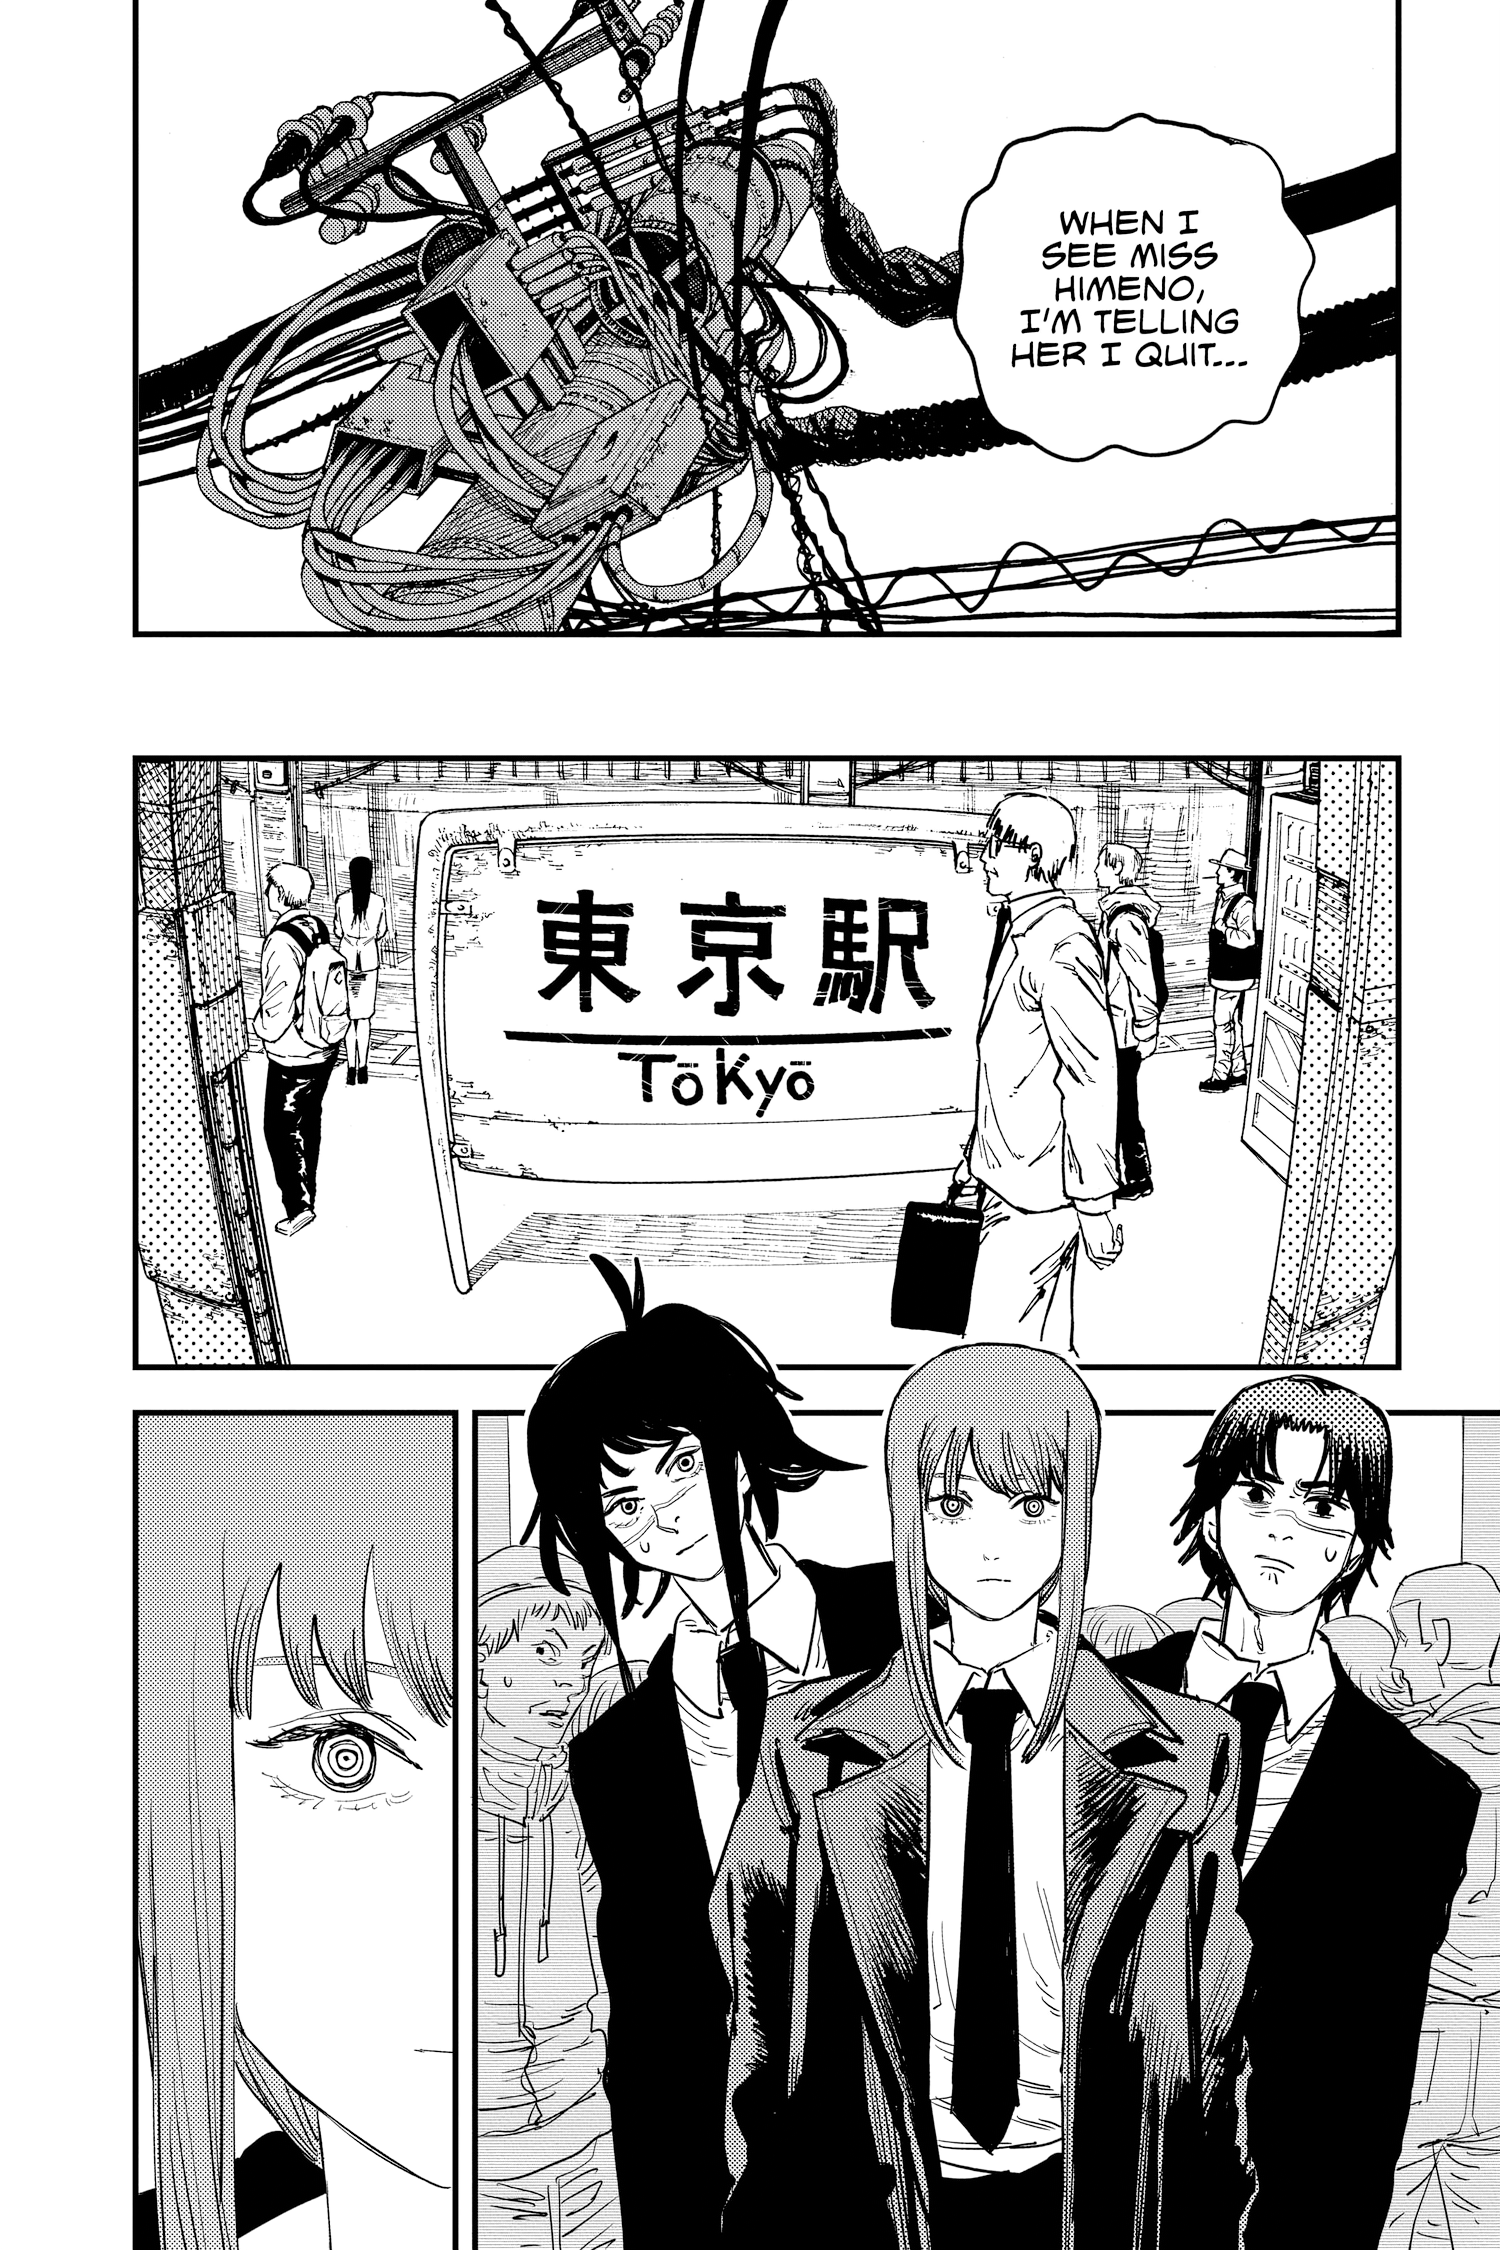 WHEN I
SEE MISS
HIMENO,
I'M TELLING
HER I QUIT...
東京駅
Tōkyō